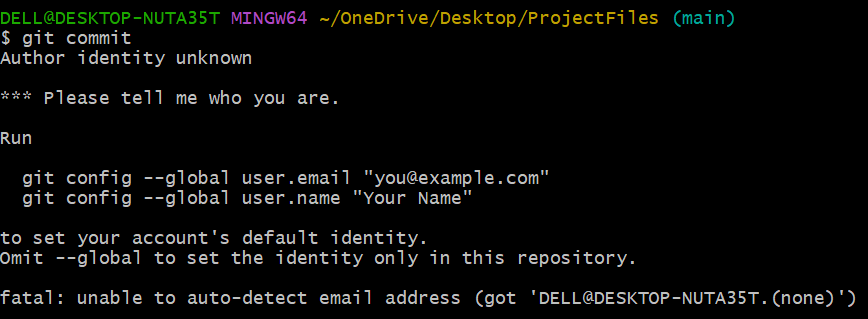 DELL@DESKTOP-NUTA35T MINGW64 ~/OneDrive/Desktop/ProjectFiles (main)
$ git commit
Author identity unknown
*** Please tell me who you are.
Run
git config --global user.email "you@example.com"
git config --global user.name "Your Name"
to set your account's default identity.
Omit --global to set the identity only in this repository.
fatal: unable to auto-detect email address (got 'DELL@DESKTOP-NUTA35T.(none)')